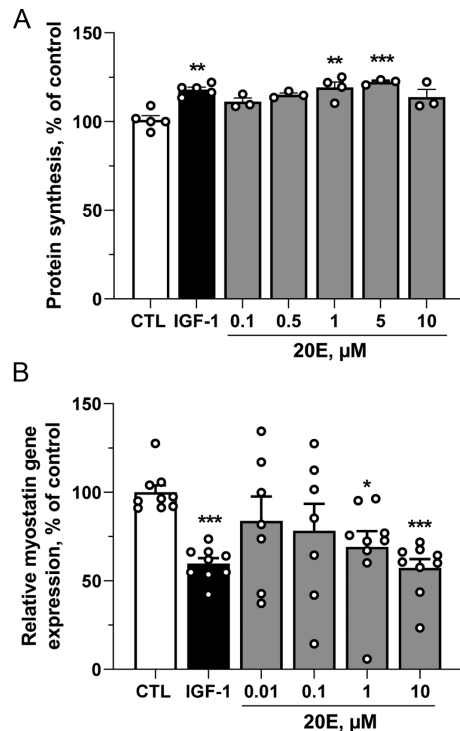 A
Protein synthesis, % of control
150
100
50
0
** ** ***
CTL IGF-1 0.1 0.5 1 5 10
20E, µM
B
Relative myostatin gene
expression, % of control
150
100
50
0
*** * ***
CTL IGF-1 0.01 0.1 1 10
20E, µM